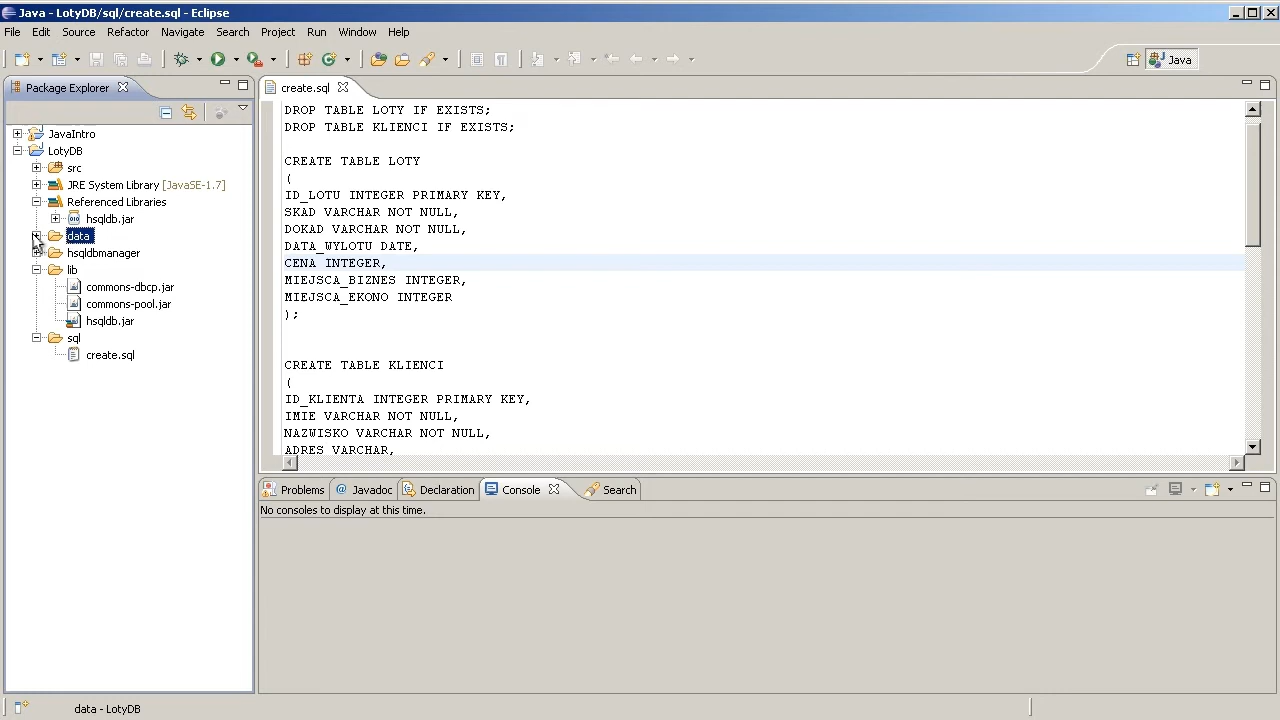 Java - LotyDB/sql/create.sql - Eclipse
File Edit Source Refactor Navigate Search Project Run Window Help
Java
Package Explorer
JavaIntro
LotyDB
src
JRE System Library [JavaSE-1.7]
Referenced Libraries
hsqldb.jar
data
hsqldbmanager
lib
commons-dbcp.jar
commons-pool.jar
hsqldb.jar
sql
create.sql
create.sql
DROP TABLE LOTY IF EXISTS;
DROP TABLE KLIENCI IF EXISTS;
CREATE TABLE LOTY
(
ID_LOTU INTEGER PRIMARY KEY,
SKAD VARCHAR NOT NULL,
DOKAD VARCHAR NOT NULL,
DATA_WYLOTU DATE,
CENA INTEGER,
MIEJSCA_BIZNES INTEGER,
MIEJSCA_EKONO INTEGER
);
CREATE TABLE KLIENCI
(
ID_KLIENTA INTEGER PRIMARY KEY,
IMIE VARCHAR NOT NULL,
NAZWISKO VARCHAR NOT NULL,
ADRES VARCHAR,
Problems @ Javadoc Declaration Console Search
No consoles to display at this time.
data - LotyDB